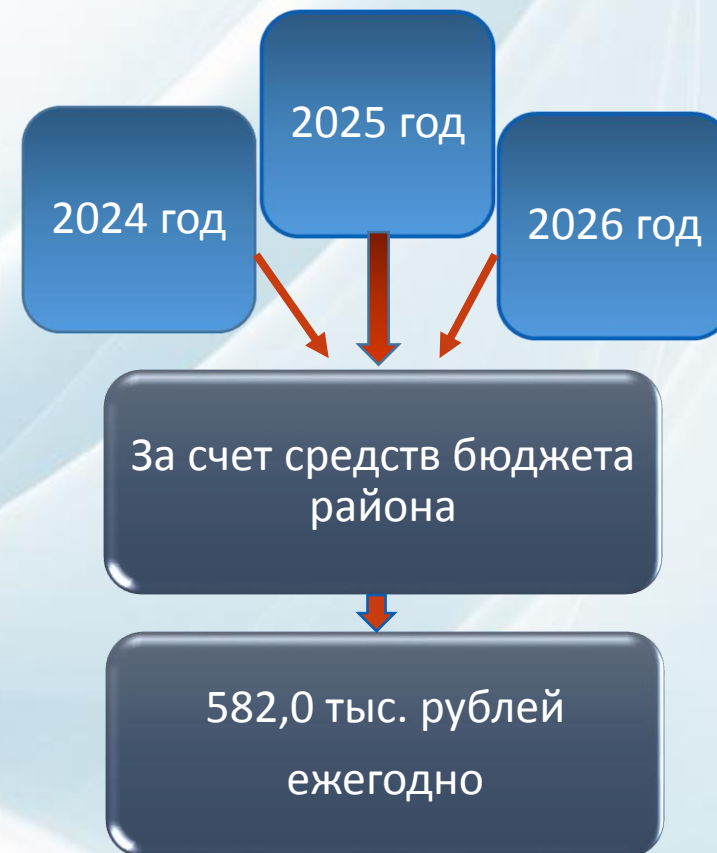 2024 год
2025 год
2026 год
За счет средств бюджета
района
582,0 тыс. рублей
ежегодно